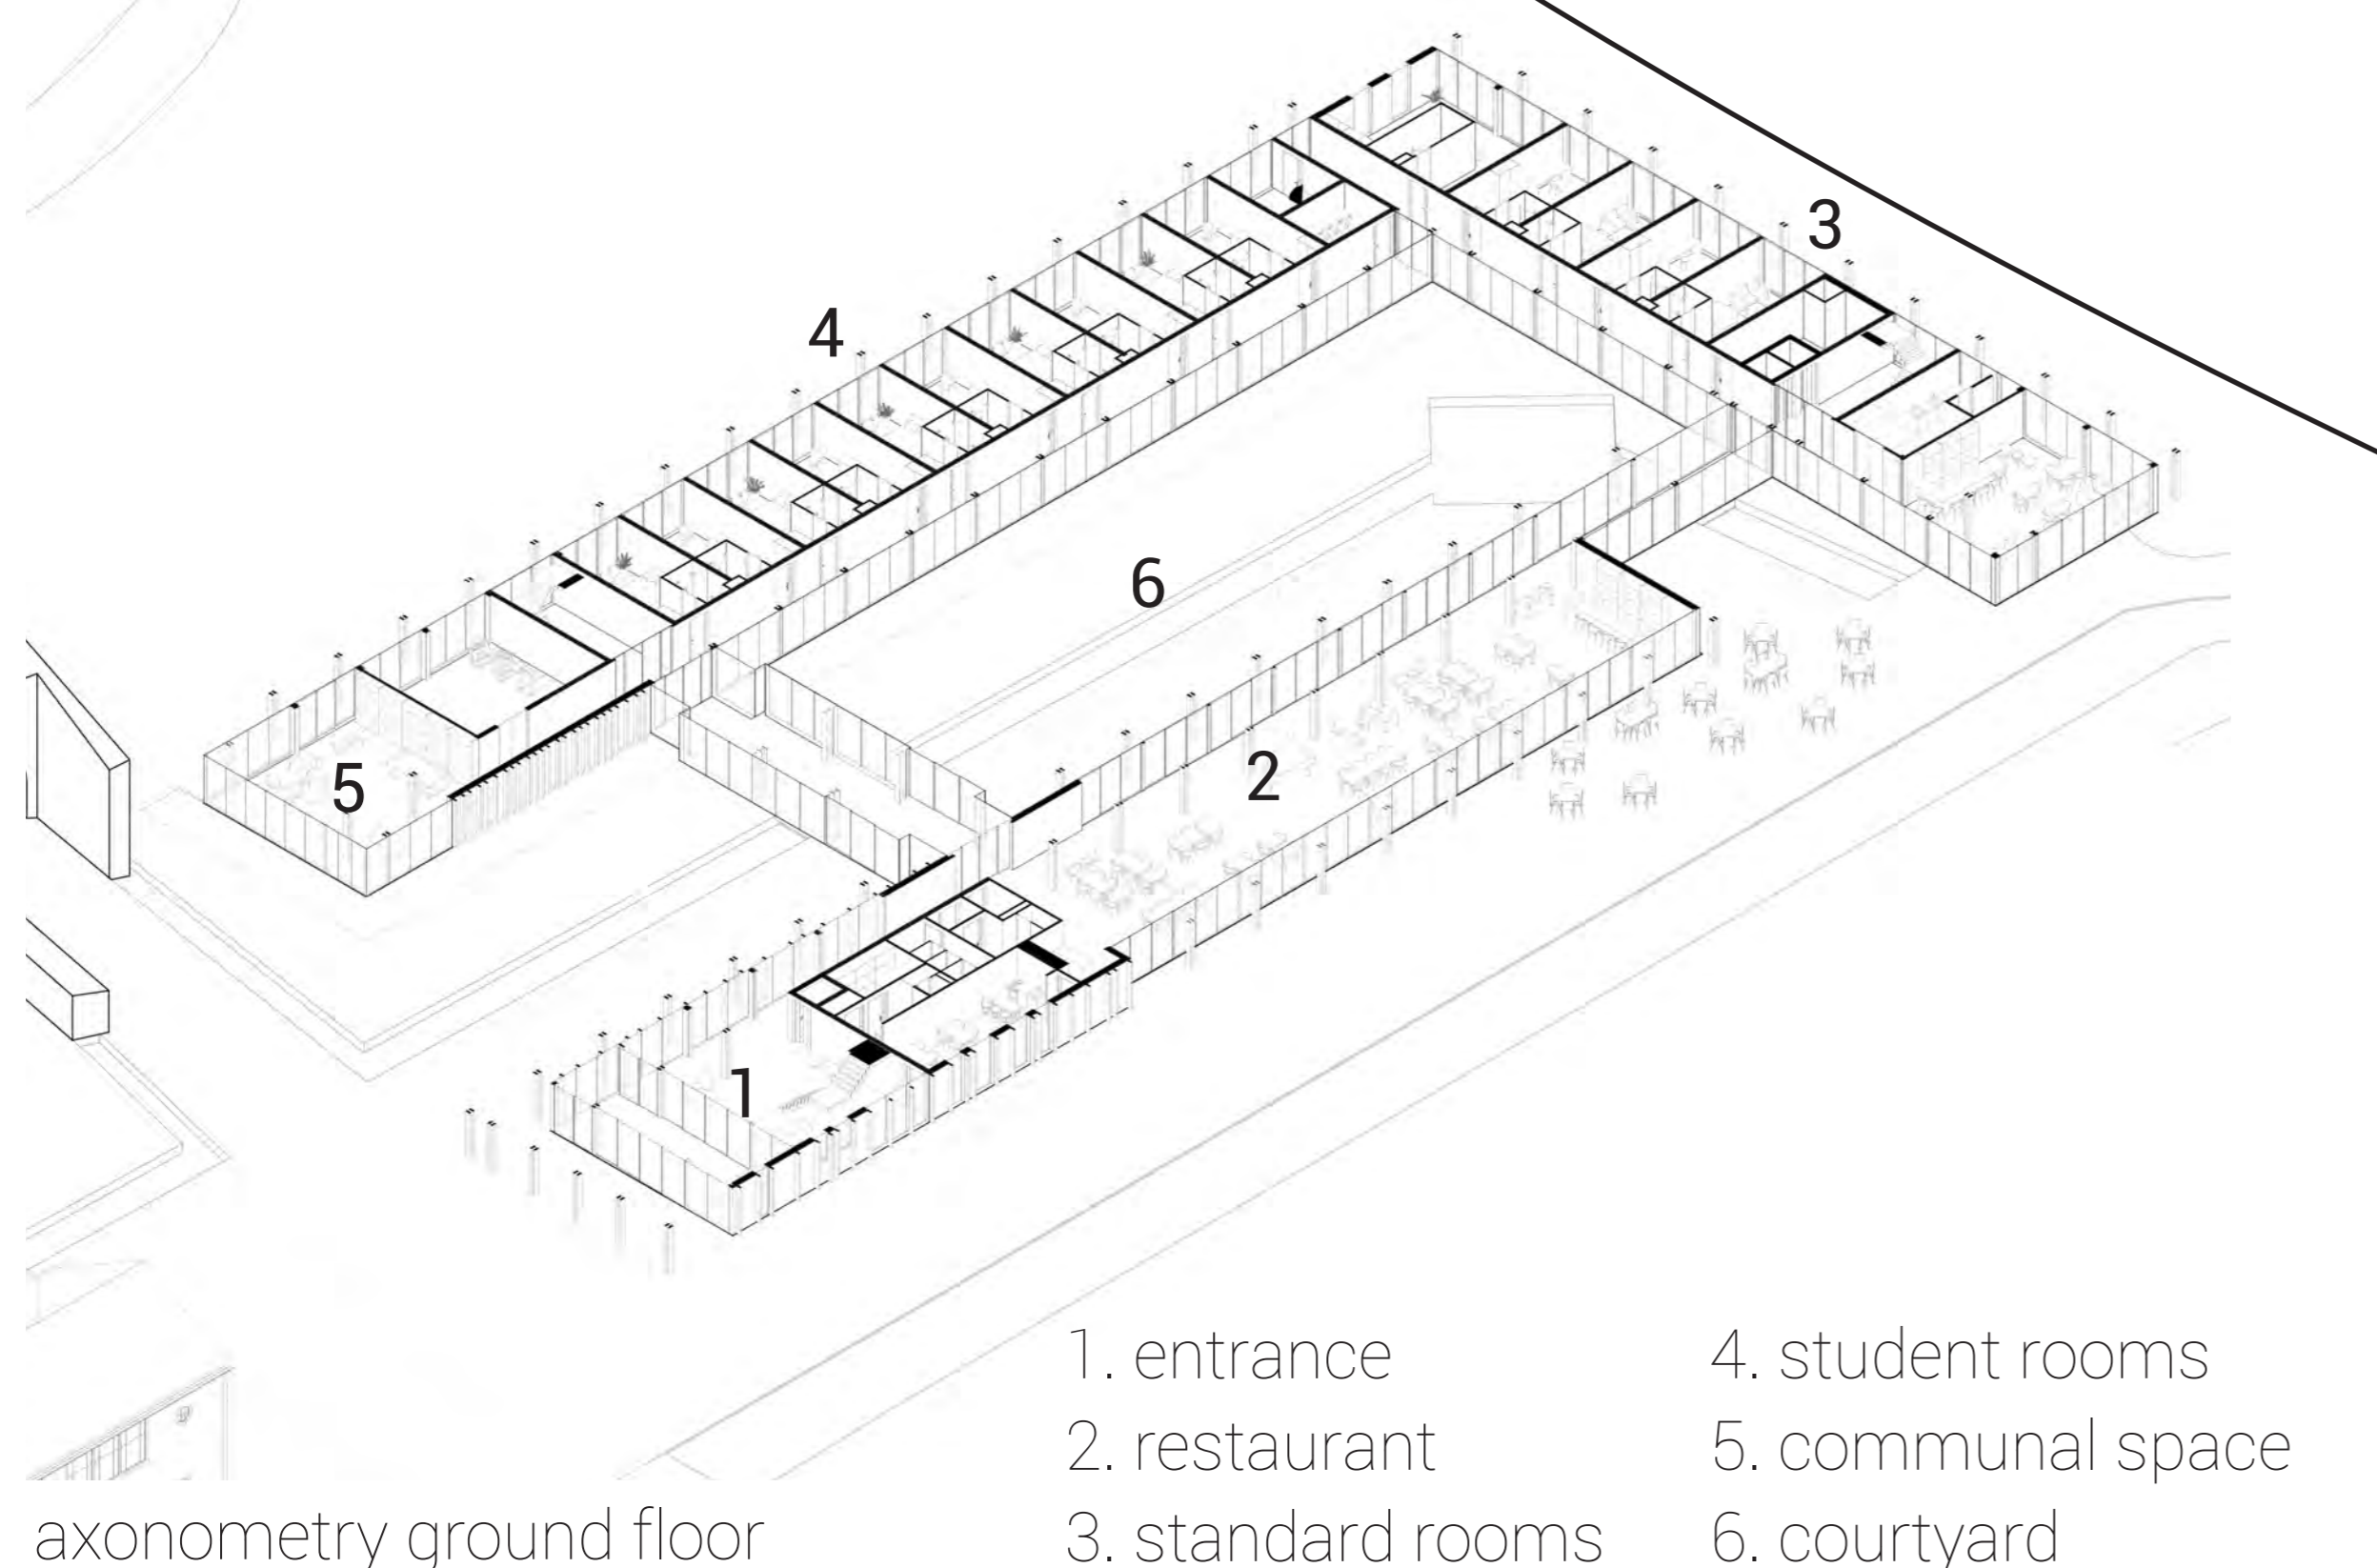 3
4
6
2
5
1
1. entrance
2. restaurant
3. standard rooms
4. student rooms
5. communal space
6. courtyard
axonometry ground floor